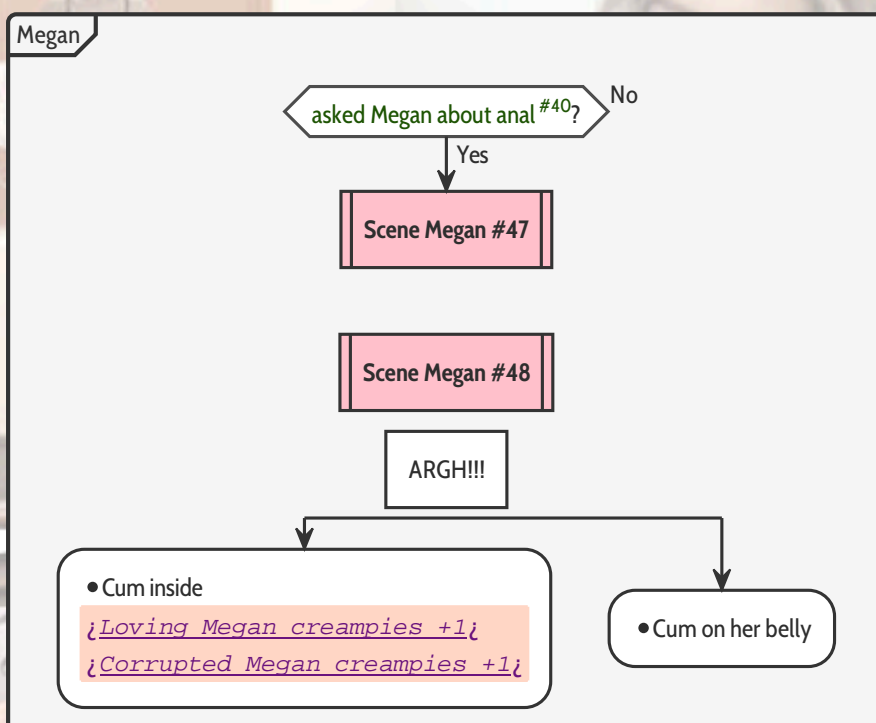 Megan
asked Megan about anal #40?
No
Yes
Scene Megan #47
Scene Megan #48
ARGH!!!
• Cum inside
¿Loving Megan creampies +1¿
¿Corrupted Megan creampies +1¿
• Cum on her belly